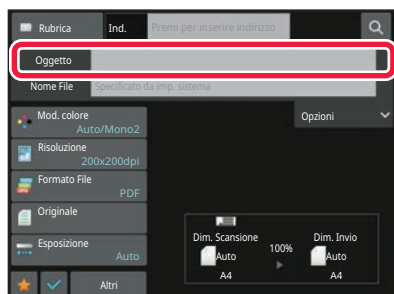 Rubrica Ind. Premi per inserire indirizzo
Oggetto
Nome File Specificato da imp. sistema
Mod. colore
Auto/Mono2
Opzioni
Risoluzione
200x200dpi
Formato File
PDF
Originale
Esposizione
Auto
Altri
Dim. Scansione
Auto
A4
100%
Dim. Invio
Auto
A4